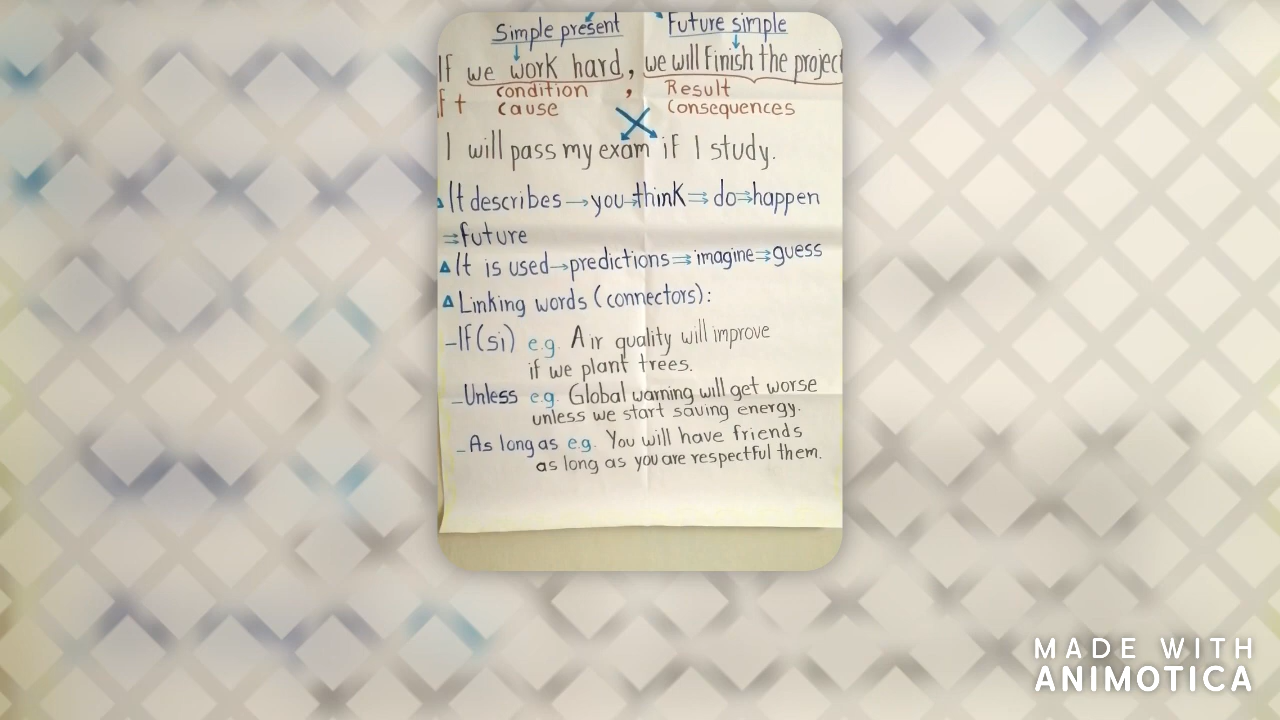 Simple present Future simple
If we work hard, we will Finish the project
f + condition , Result
cause Consequences
I will pass my exam if I study.
It describes → you → think ⇒ do ⇒ happen
⇒ future
It is used → predictions ⇒ imagine ⇒ guess
Linking words (connectors):
- If (si) e.g. Air quality will improve
if we plant trees.
- Unless e.g. Global warning will get worse
unless we start saving energy.
- As long as e.g. You will have friends
as long as you are respectful them.
MADE WITH
ANIMOTICA